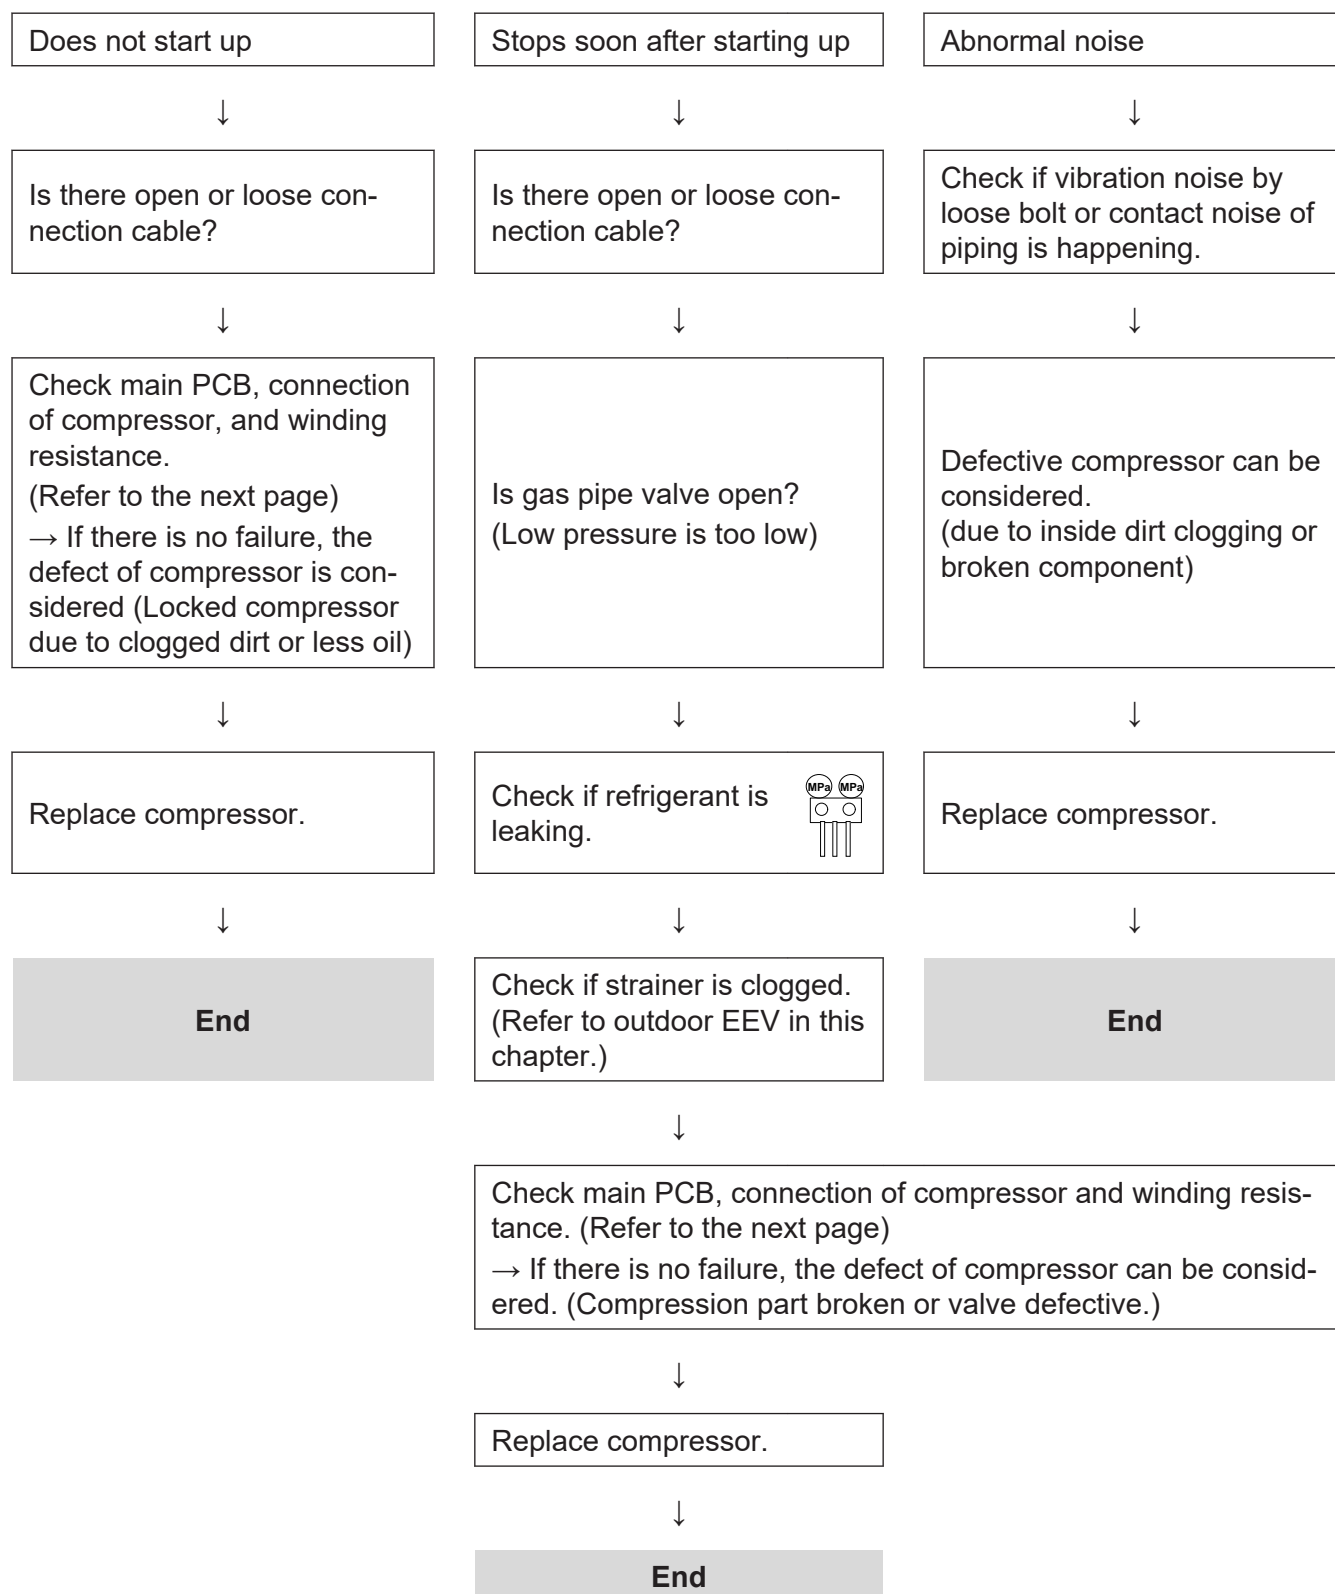 Does not start up
Stops soon after starting up
Abnormal noise
↓
↓
↓
Is there open or loose con-
nection cable?
Is there open or loose con-
nection cable?
Check if vibration noise by
loose bolt or contact noise of
piping is happening.
↓
↓
↓
Check main PCB, connection
of compressor, and winding
resistance.
(Refer to the next page)
→ If there is no failure, the
defect of compressor is con-
sidered (Locked compressor
due to clogged dirt or less oil)
Is gas pipe valve open?
(Low pressure is too low)
Defective compressor can be
considered.
(due to inside dirt clogging or
broken component)
↓
↓
↓
Replace compressor.
Check if refrigerant is
leaking.
MPa MPa
Replace compressor.
↓
↓
↓
End
Check if strainer is clogged.
(Refer to outdoor EEV in this
chapter.)
End
↓
Check main PCB, connection of compressor and winding resis-
tance. (Refer to the next page)
→ If there is no failure, the defect of compressor can be consid-
ered. (Compression part broken or valve defective.)
↓
Replace compressor.
↓
End